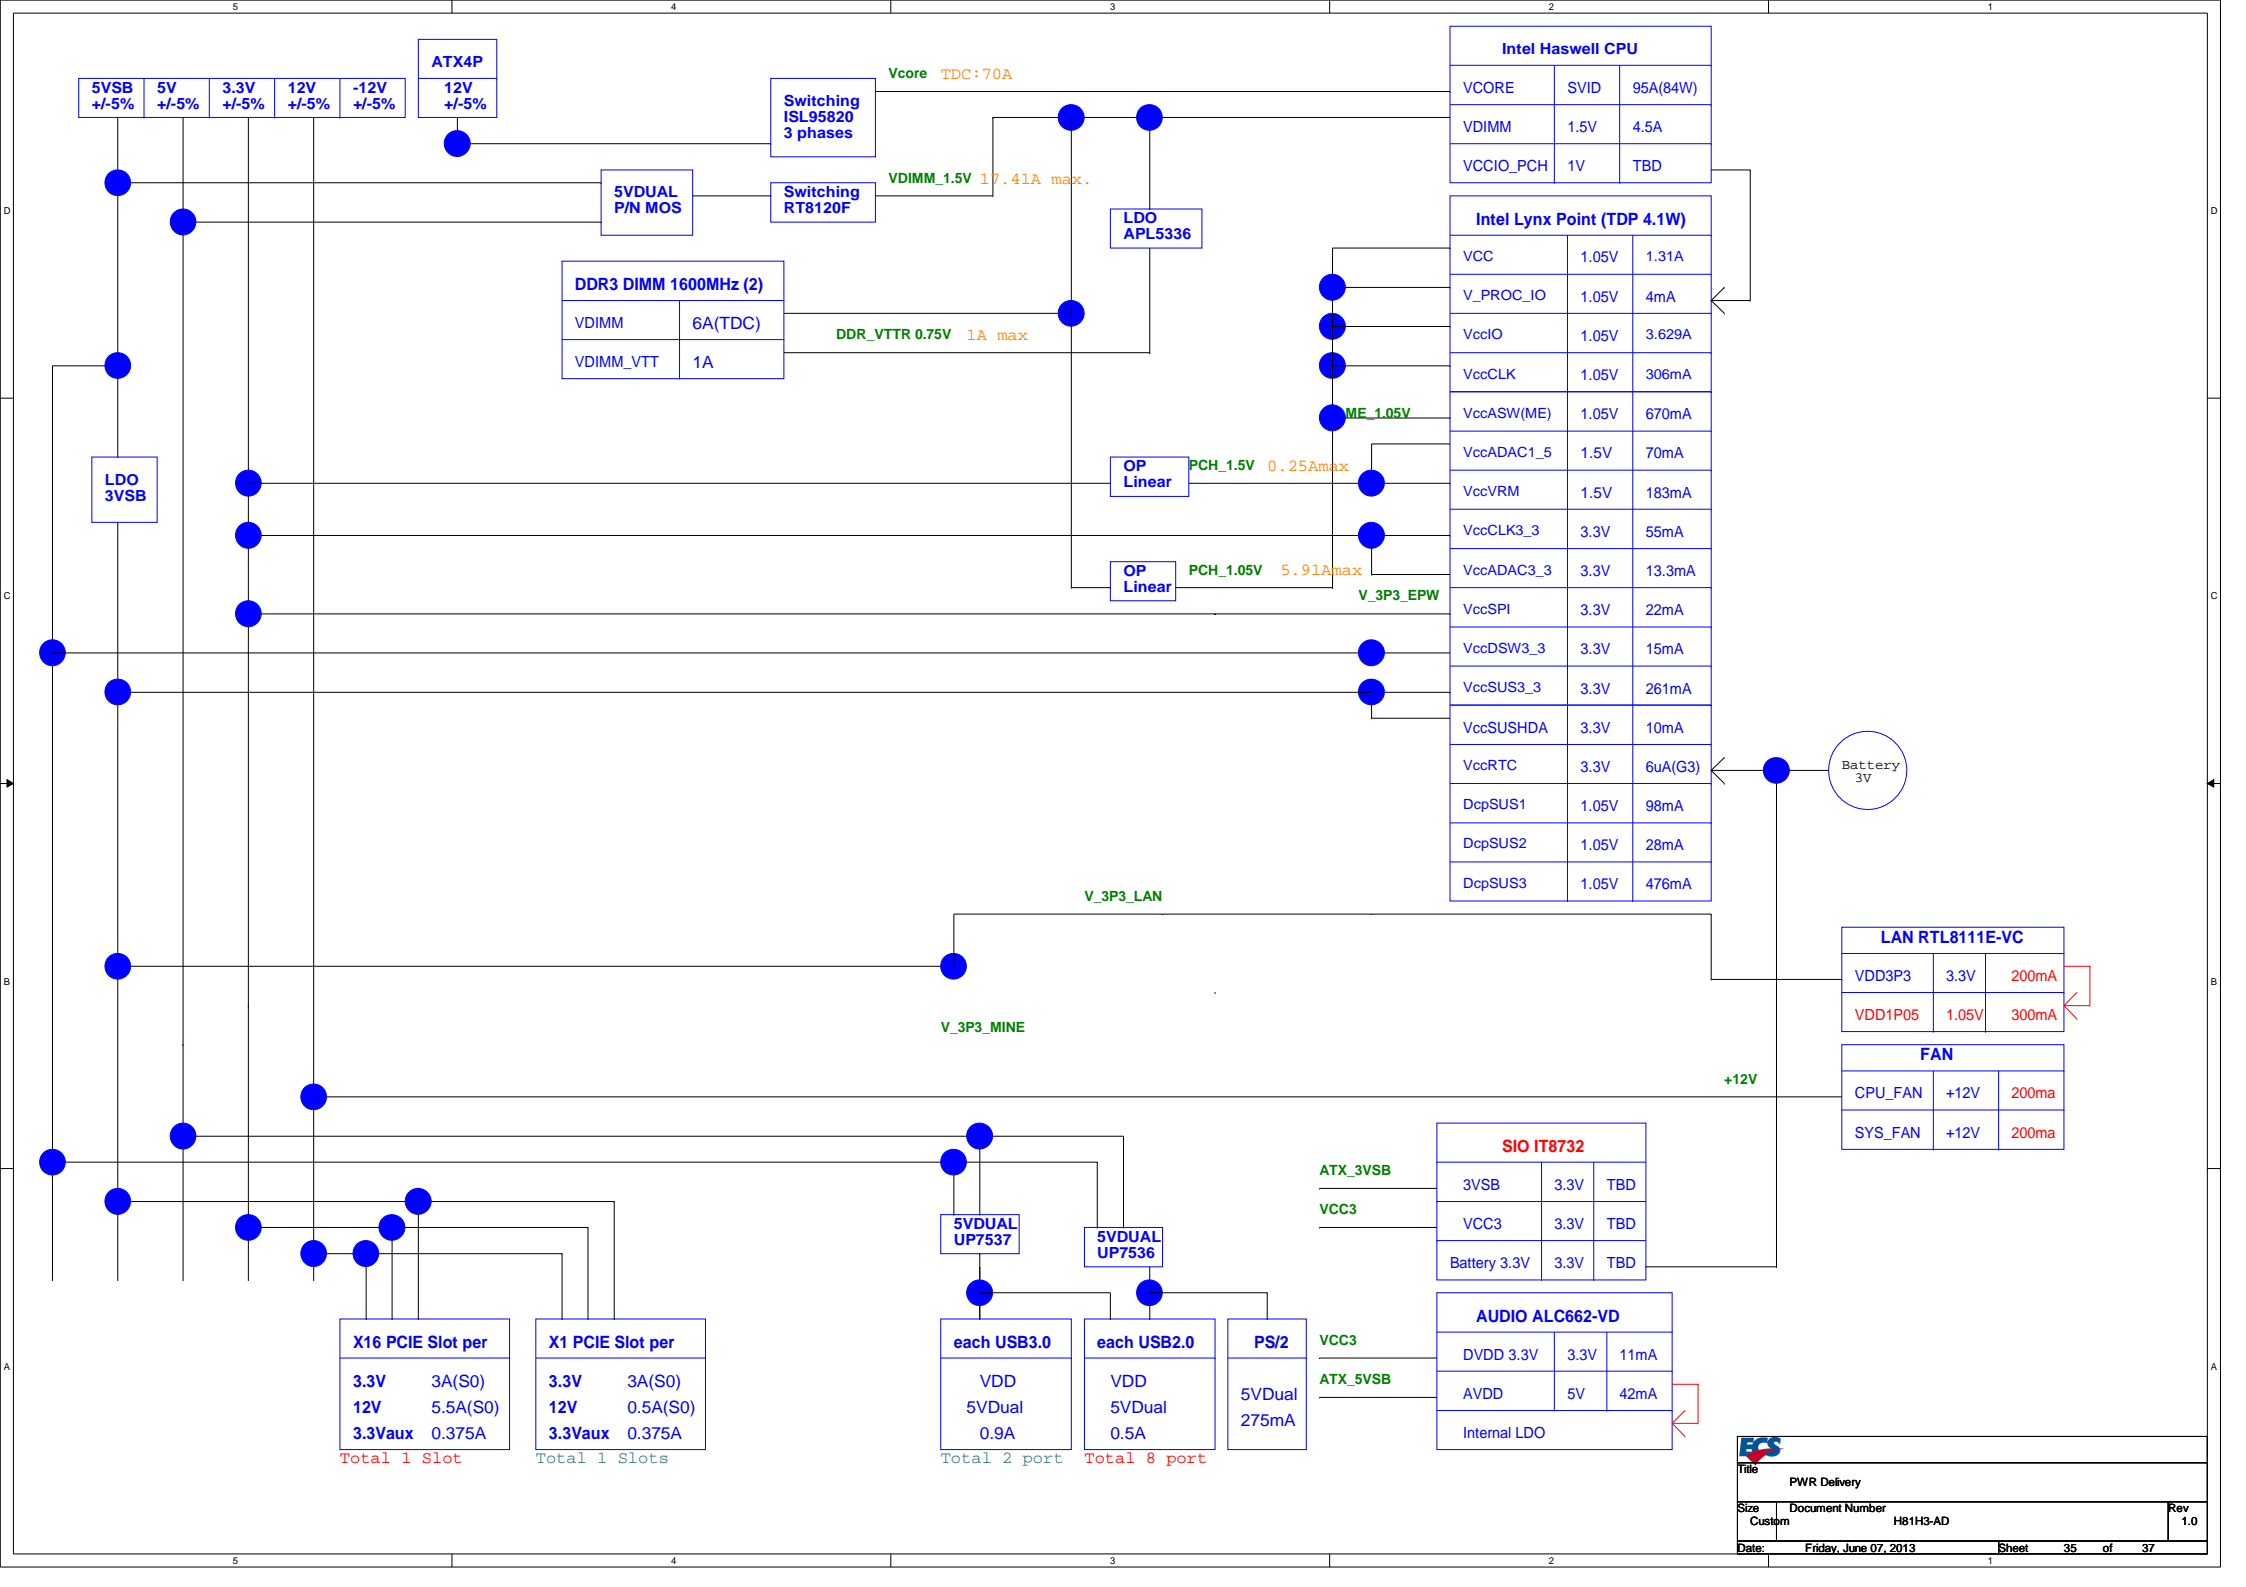 5 4 3 2 1
5VSB +/-5%
5V +/-5%
3.3V +/-5%
12V +/-5%
-12V +/-5%
ATX4P
12V +/-5%
Switching
ISL95820
3 phases
Vcore TDC:70A
5VDUAL
P/N MOS
Switching
RT8120F
VDIMM_1.5V 17.41A max.
LDO
APL5336
Intel Haswell CPU
VCORE SVID 95A(84W)
VDIMM 1.5V 4.5A
VCCIO_PCH 1V TBD
D D
DDR3 DIMM 1600MHz (2)
VDIMM 6A(TDC)
VDIMM_VTT 1A
DDR_VTTR 0.75V 1A max
Intel Lynx Point (TDP 4.1W)
VCC 1.05V 1.31A
V_PROC_IO 1.05V 4mA
VccIO 1.05V 3.629A
VccCLK 1.05V 306mA
VccASW(ME) 1.05V 670mA
VccADAC1_5 1.5V 70mA
VccVRM 1.5V 183mA
VccCLK3_3 3.3V 55mA
VccADAC3_3 3.3V 13.3mA
VccSPI 3.3V 22mA
VccDSW3_3 3.3V 15mA
VccSUS3_3 3.3V 261mA
VccSUSHDA 3.3V 10mA
VccRTC 3.3V 6uA(G3)
DcpSUS1 1.05V 98mA
DcpSUS2 1.05V 28mA
DcpSUS3 1.05V 476mA
ME_1.05V
LDO
3VSB
OP
Linear
PCH_1.5V 0.25Amax
OP
Linear
PCH_1.05V 5.91Amax
V_3P3_EPW
C C
Battery
3V
V_3P3_LAN
LAN RTL8111E-VC
VDD3P3 3.3V 200mA
VDD1P05 1.05V 300mA
B B
V_3P3_MINE
FAN
CPU_FAN +12V 200ma
SYS_FAN +12V 200ma
+12V
SIO IT8732
3VSB 3.3V TBD
VCC3 3.3V TBD
Battery 3.3V 3.3V TBD
ATX_3VSB
VCC3
5VDUAL
UP7537
5VDUAL
UP7536
X16 PCIE Slot per
3.3V 3A(S0)
12V 5.5A(S0)
3.3Vaux 0.375A
Total 1 Slot
X1 PCIE Slot per
3.3V 3A(S0)
12V 0.5A(S0)
3.3Vaux 0.375A
Total 1 Slots
each USB3.0
VDD
5VDual
0.9A
Total 2 port
each USB2.0
VDD
5VDual
0.5A
Total 8 port
PS/2
5VDual
275mA
VCC3
ATX_5VSB
AUDIO ALC662-VD
DVDD 3.3V 3.3V 11mA
AVDD 5V 42mA
Internal LDO
A A
ECS
Title
PWR Delivery
Size Document Number Rev
Custom H81H3-AD 1.0
Date: Friday, June 07, 2013 Sheet 35 of 37
5 4 3 2 1